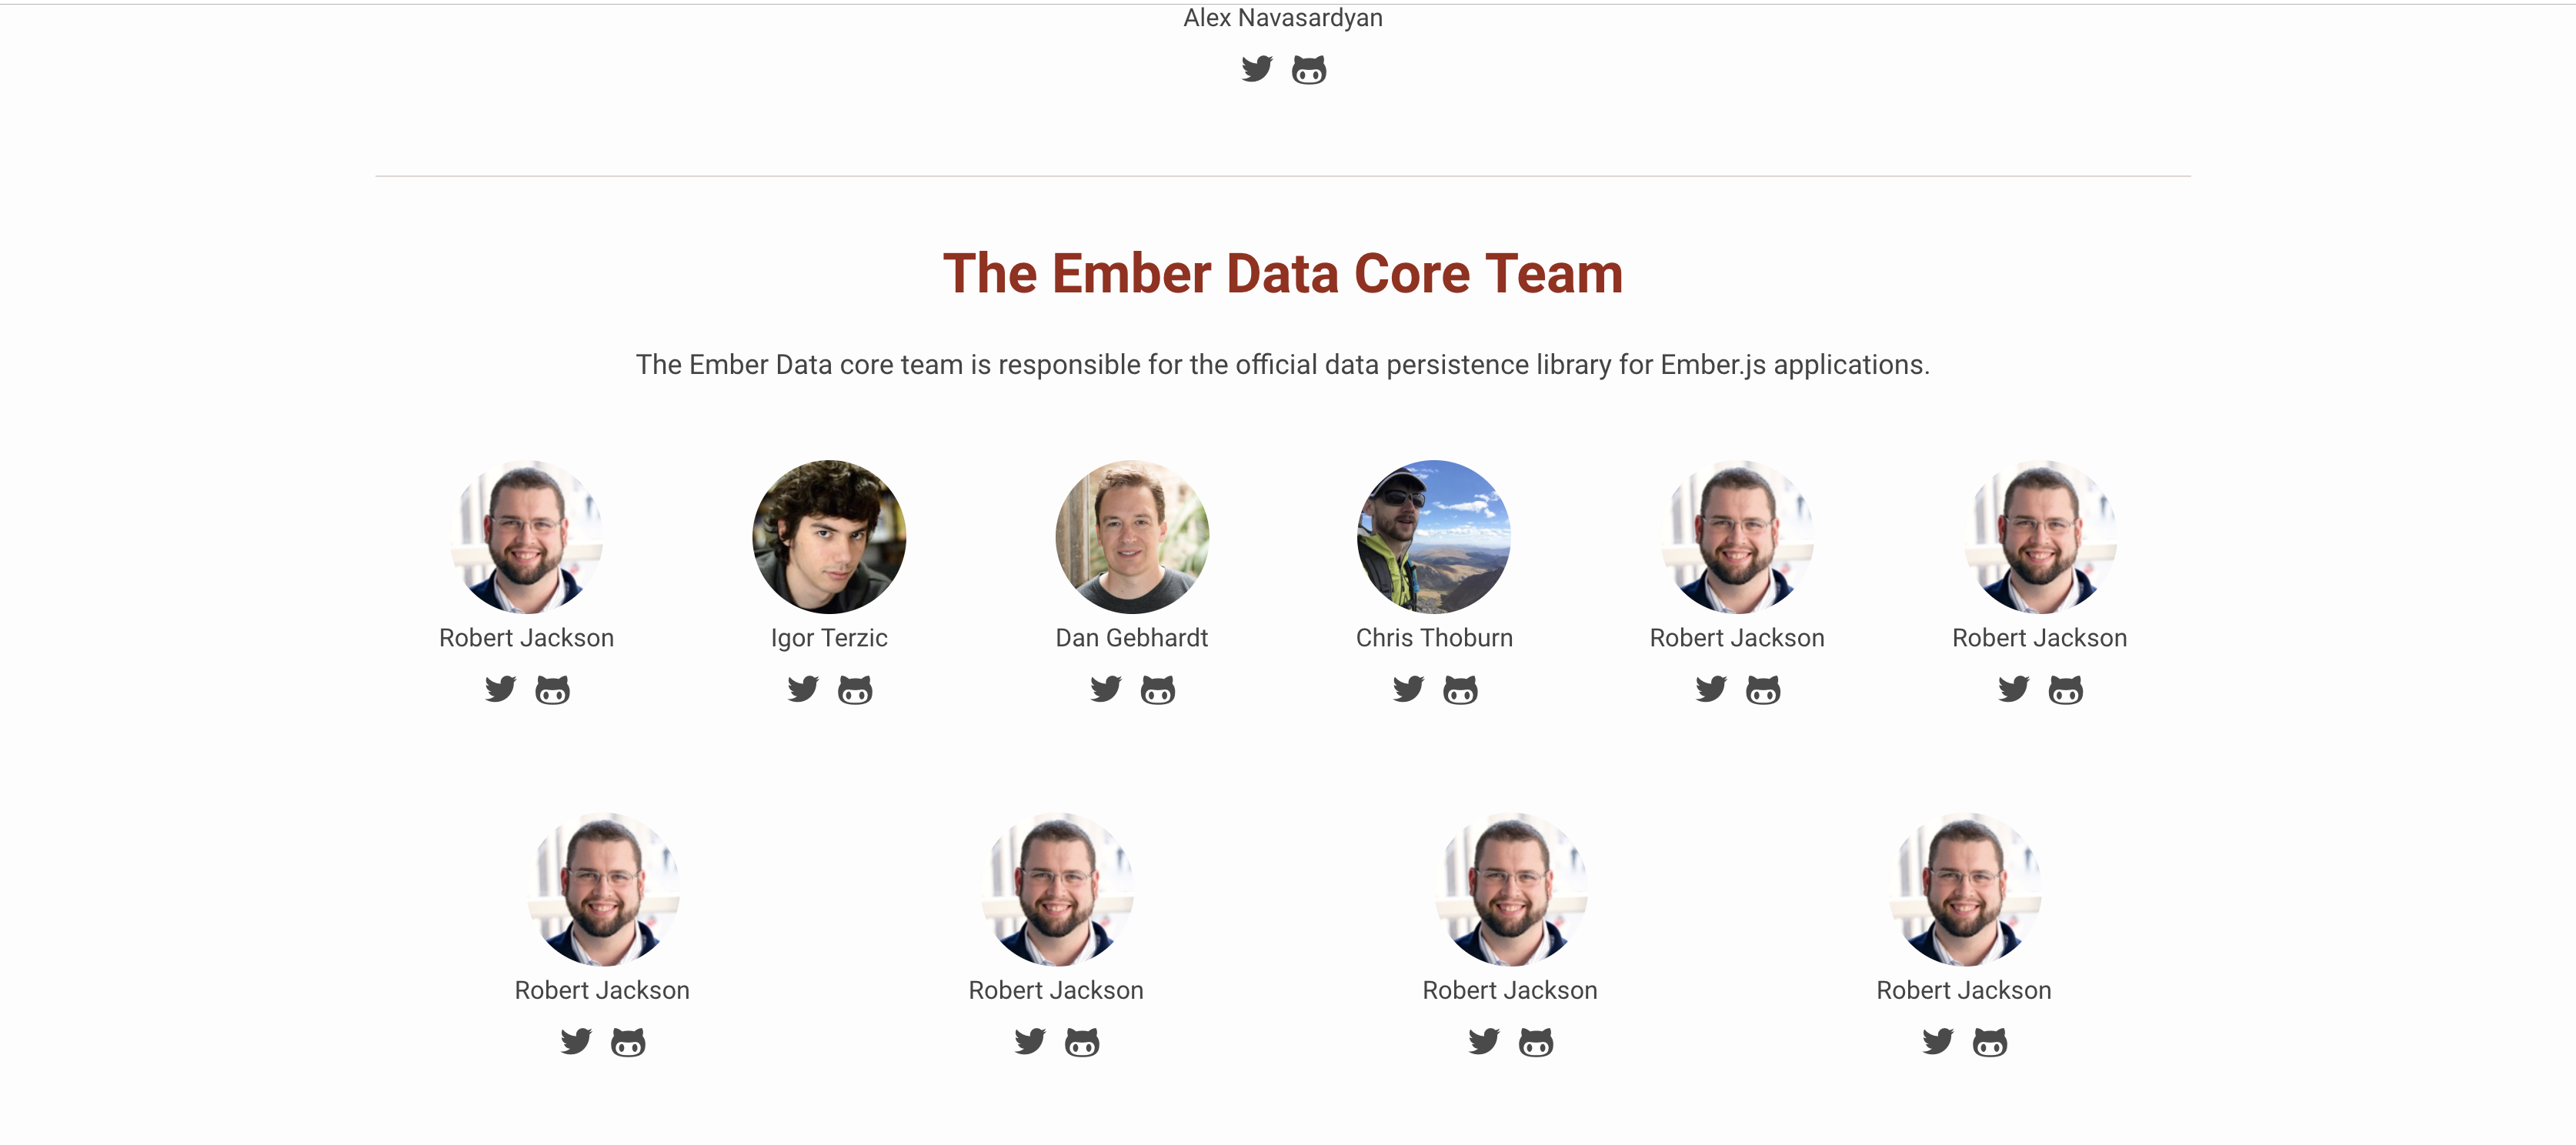 Alex Navasardyan
The Ember Data Core Team
The Ember Data core team is responsible for the official data persistence library for Ember.js applications.
Robert Jackson
Igor Terzic
Dan Gebhardt
Chris Thoburn
Robert Jackson
Robert Jackson
Robert Jackson
Robert Jackson
Robert Jackson
Robert Jackson